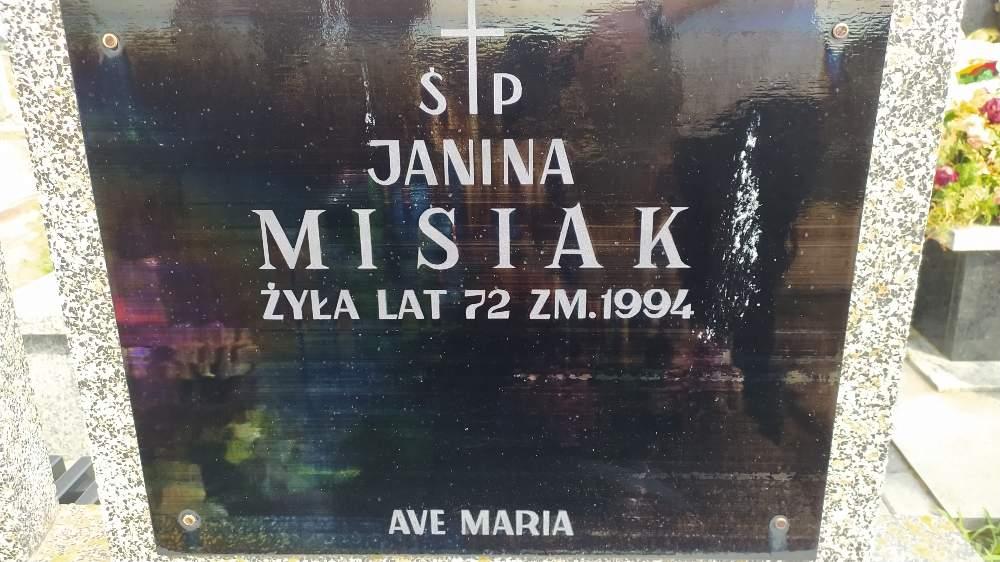 Ś P
JANINA
MISIAK
ŻYŁA LAT 72 ZM. 1994
AVE MARIA